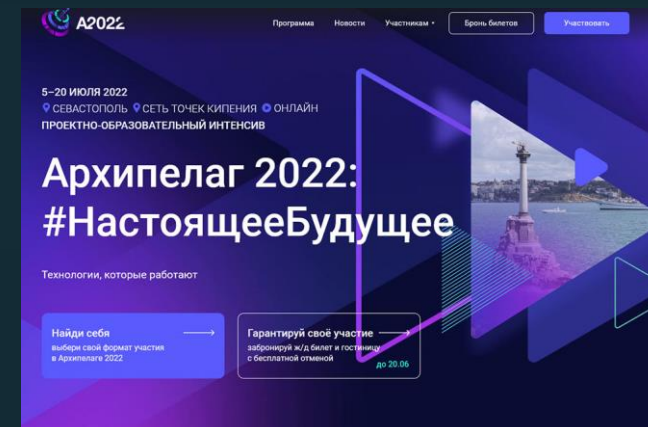 A2022
Программа Новости Участникам Бронь билетов Участвовать
5–20 ИЮЛЯ 2022
СЕВАСТОПОЛЬ СЕТЬ ТОЧЕК КИПЕНИЯ ОНЛАЙН
ПРОЕКТНО-ОБРАЗОВАТЕЛЬНЫЙ ИНТЕНСИВ
Архипелаг 2022:
#НастоящееБудущее
Технологии, которые работают
Найди себя
выбери свой формат участия
в Архипелаге 2022
Гарантируй своё участие
забронируй ж/д билет и гостиницу
с бесплатной отменой
до 20.06